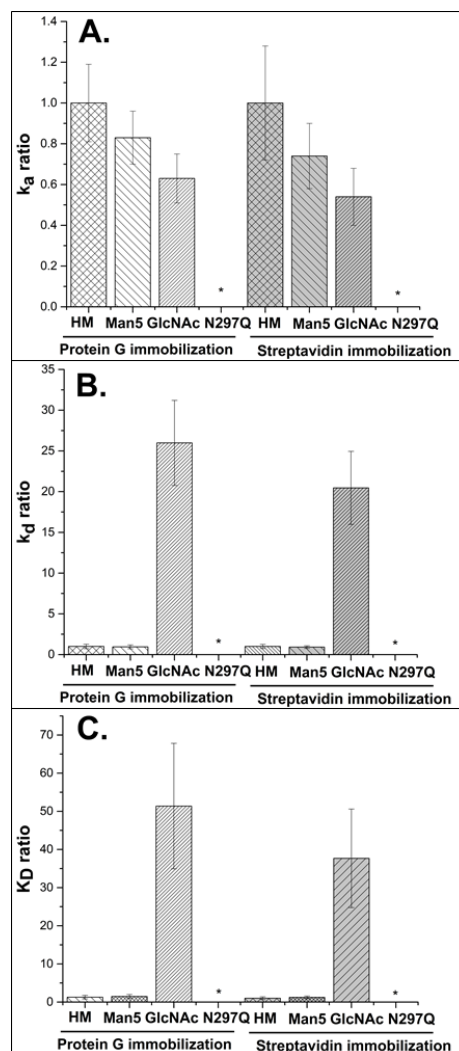 A.
1.4
1.2
1.0
0.8
0.6
0.4
0.2
0.0
kₐ ratio
* *
HM Man5 GlcNAc N297Q HM Man5 GlcNAc N297Q
Protein G immobilization Streptavidin immobilization
B.
35
30
25
20
15
10
5
0
k_d ratio
* *
HM Man5 GlcNAc N297Q HM Man5 GlcNAc N297Q
Protein G immobilization Streptavidin immobilization
C.
70
60
50
40
30
20
10
0
K_D ratio
* *
HM Man5 GlcNAc N297Q HM Man5 GlcNAc N297Q
Protein G immobilization Streptavidin immobilization